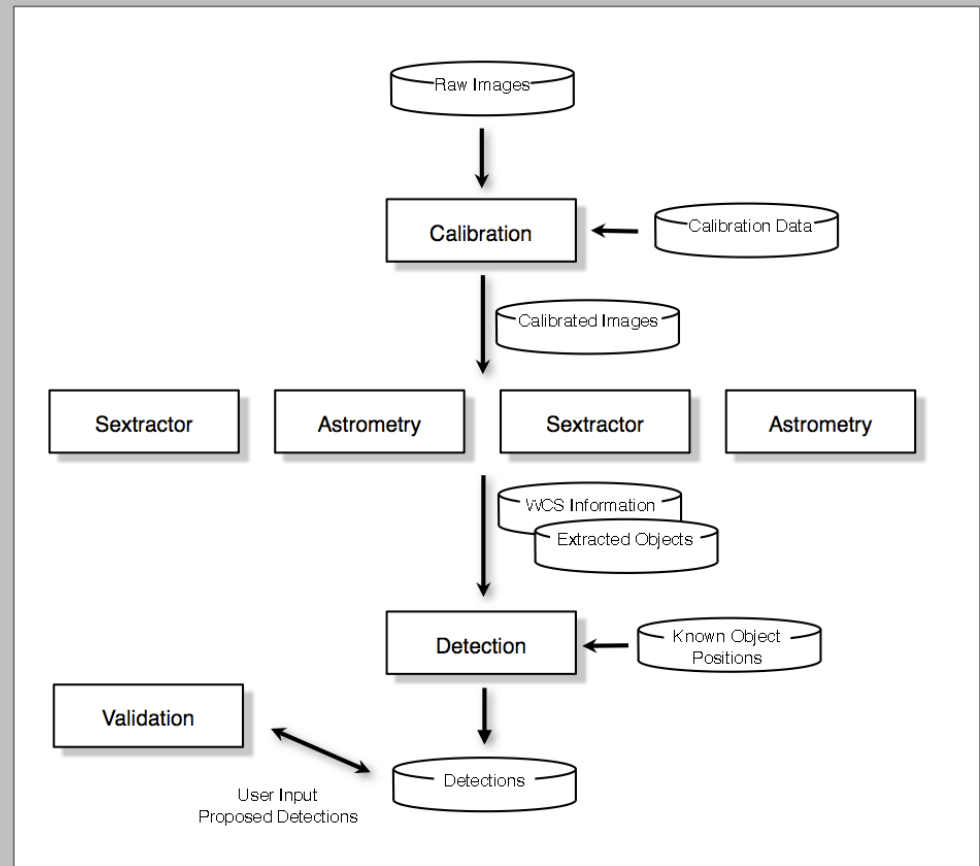 Raw Images
Calibration
Calibration Data
Calibrated Images
Sextractor
Astrometry
Sextractor
Astrometry
WCS Information
Extracted Objects
Detection
Known Object
Positions
Validation
Detections
User Input
Proposed Detections